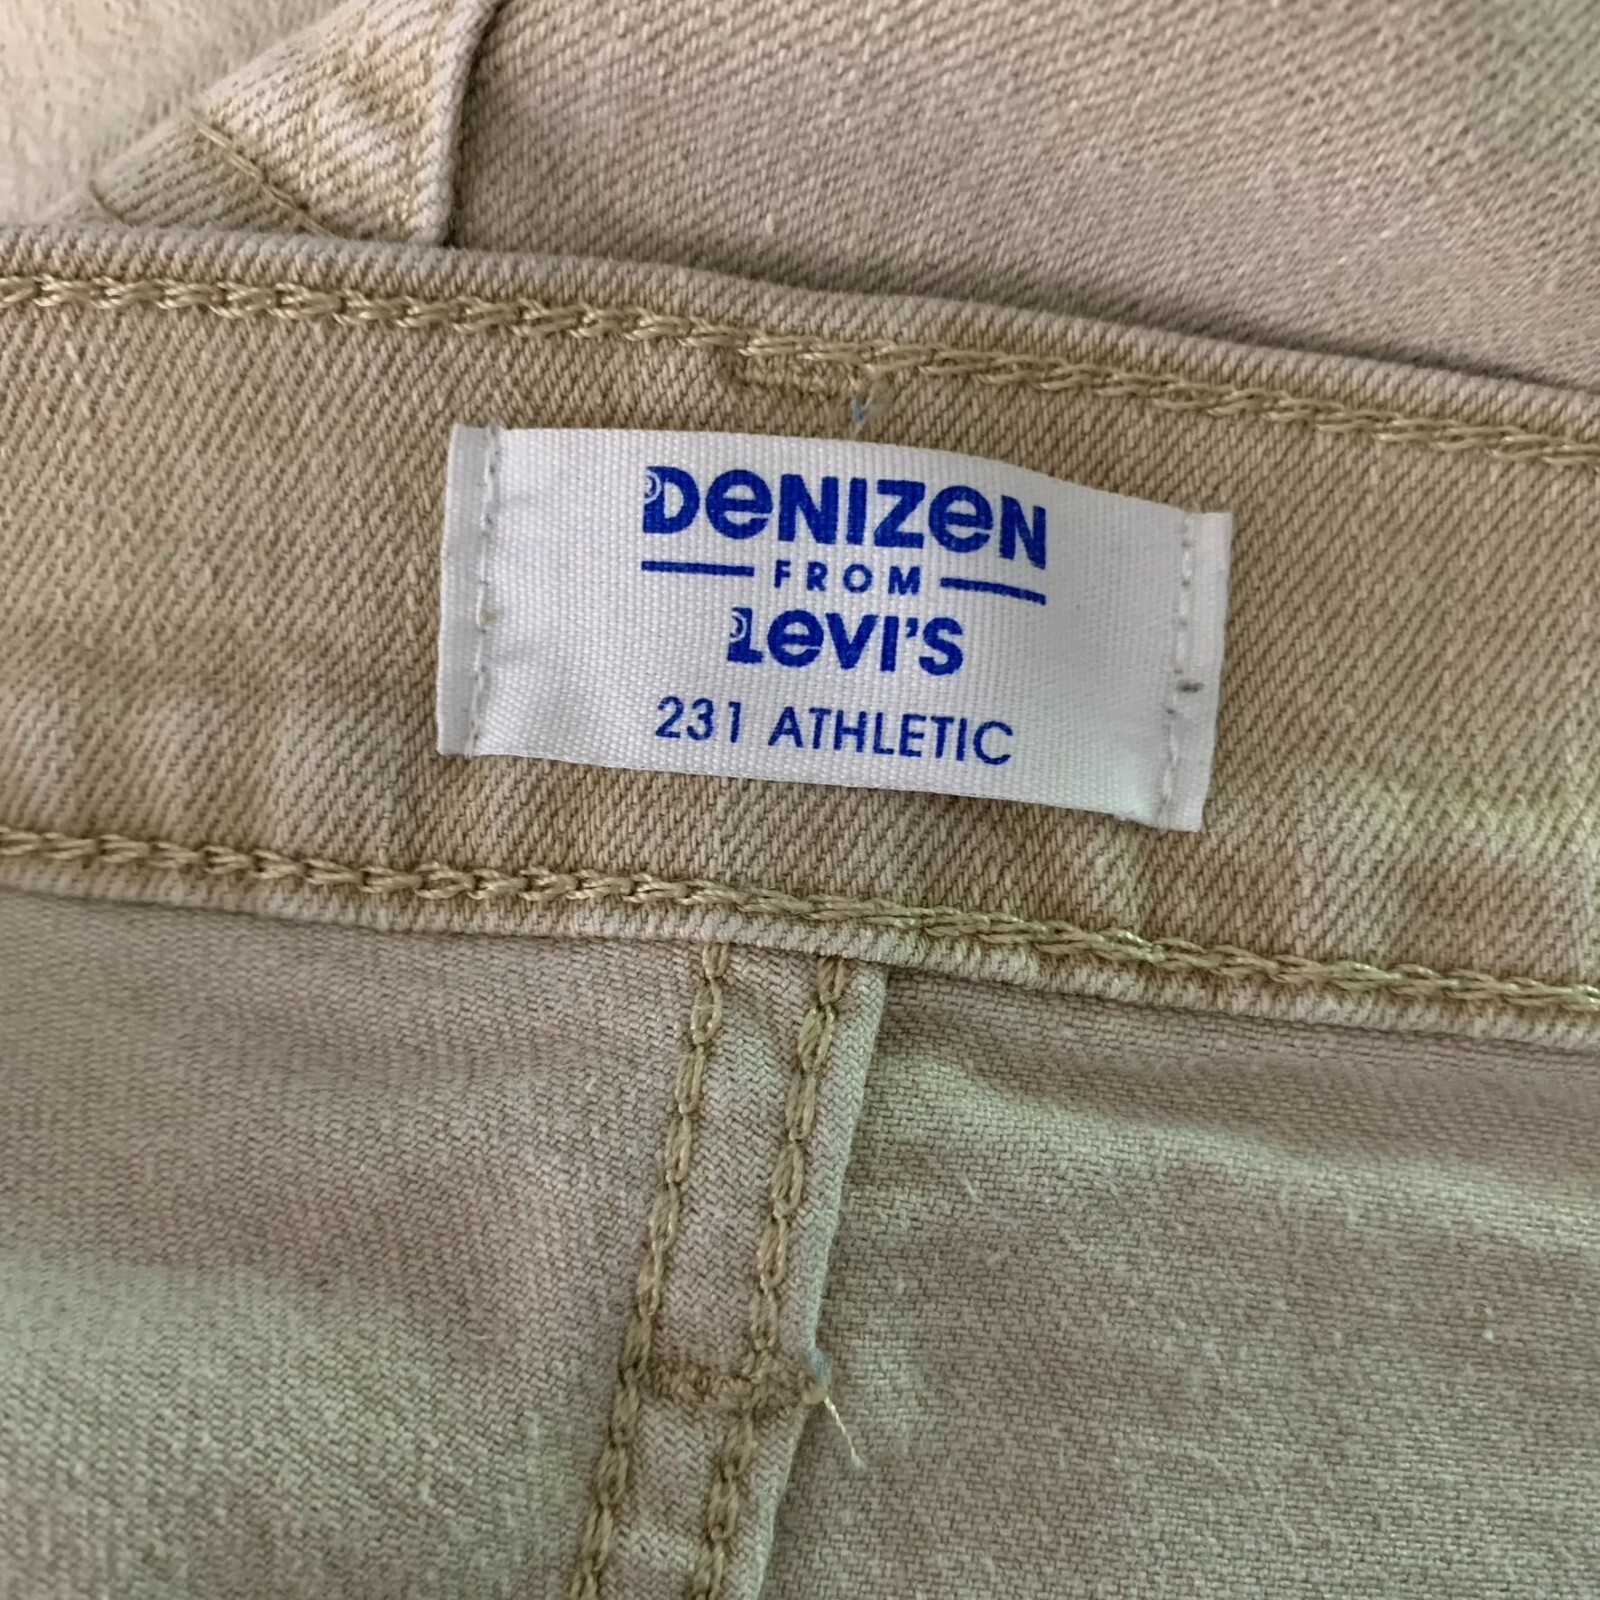 DeNIZeN
FROM
LeVI'S
231 ATHLETIC